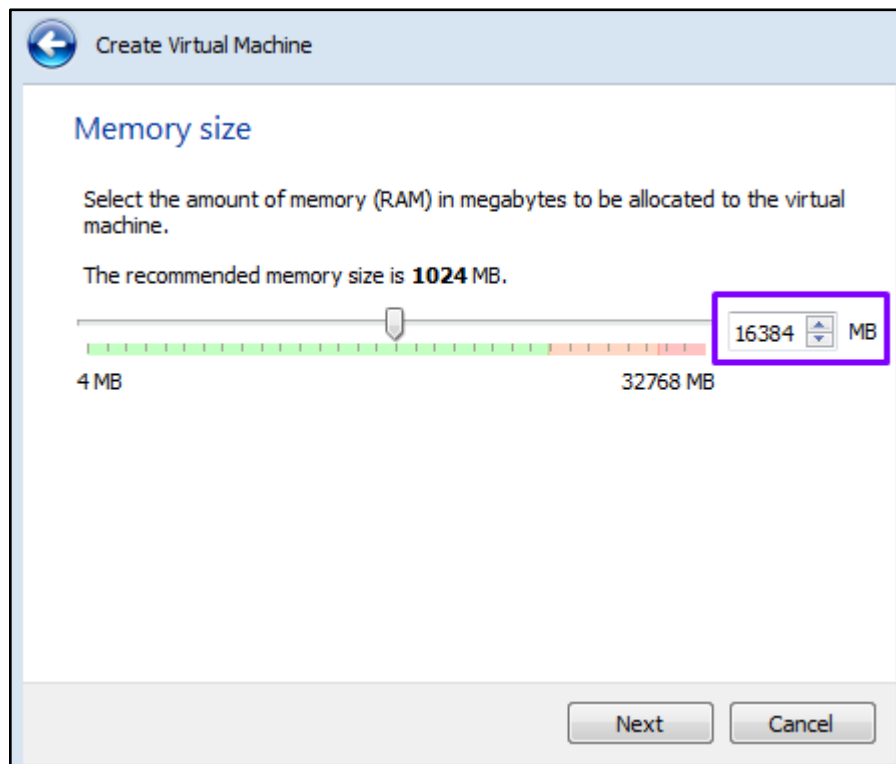 Create Virtual Machine
Memory size
Select the amount of memory (RAM) in megabytes to be allocated to the virtual
machine.
The recommended memory size is 1024 MB.
16384 MB
4 MB 32768 MB
Next Cancel